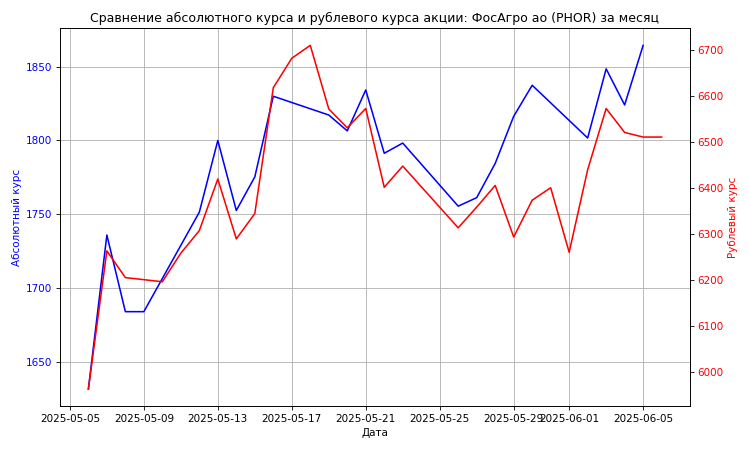 Сравнение абсолютного курса и рублевого курса акции: ФосАгро ао (PHOR) за месяц
1850
1800
1750
1700
1650
Абсолютный курс
6700
6600
6500
6400
6300
6200
6100
6000
Рублевый курс
2025-05-05 2025-05-09 2025-05-13 2025-05-17 2025-05-21 2025-05-25 2025-05-29 2025-06-01 2025-06-05
Дата